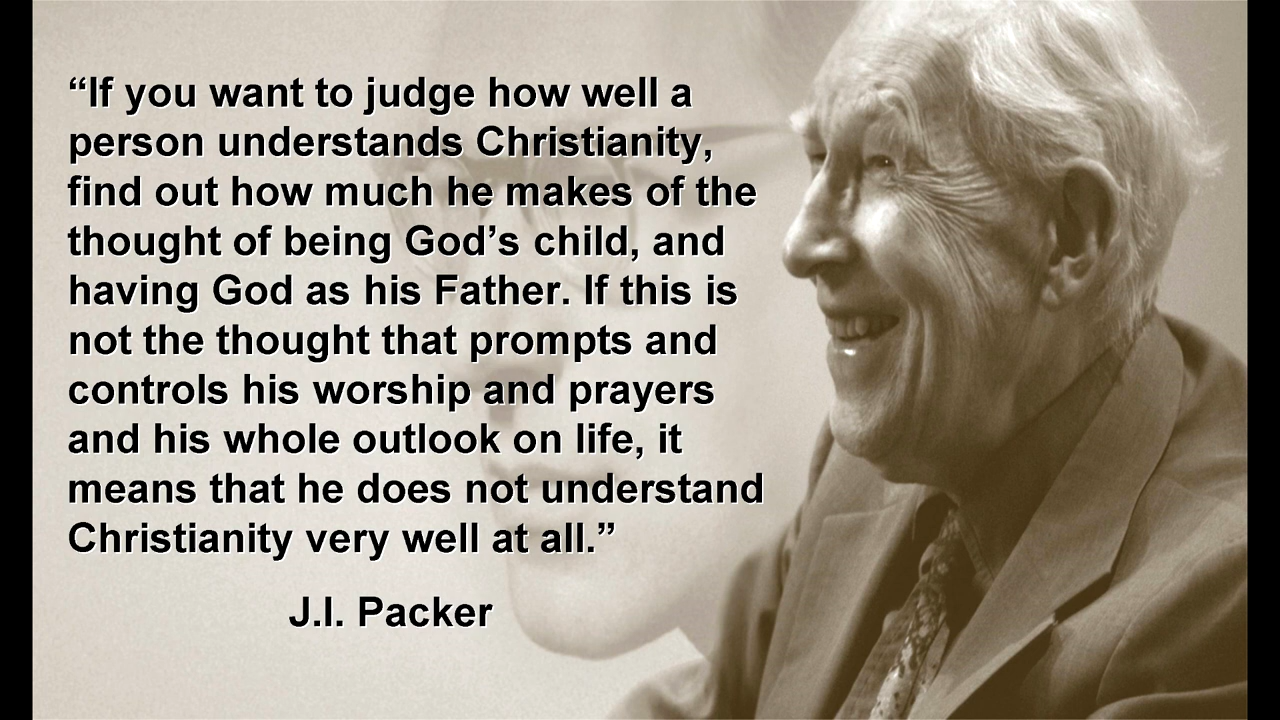 “If you want to judge how well a
person understands Christianity,
find out how much he makes of the
thought of being God’s child, and
having God as his Father. If this is
not the thought that prompts and
controls his worship and prayers
and his whole outlook on life, it
means that he does not understand
Christianity very well at all.”
J.I. Packer